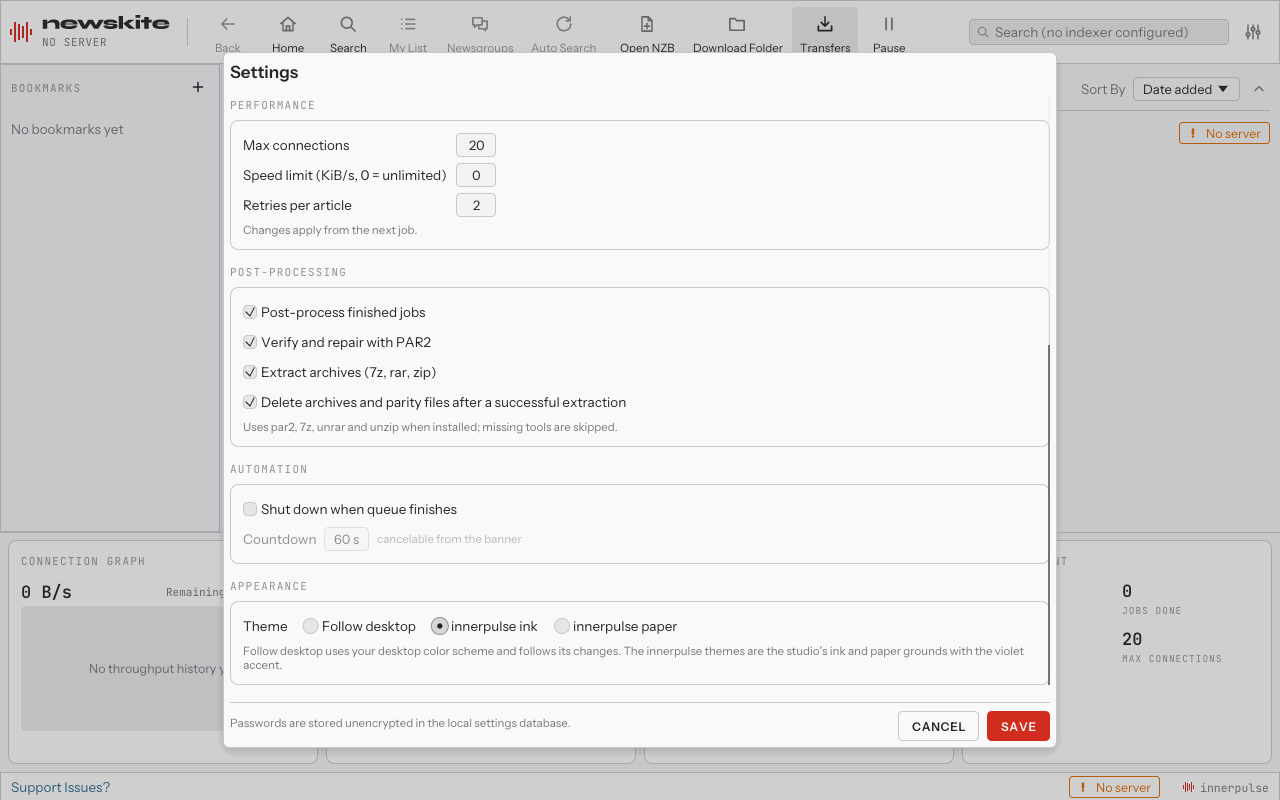 newskite
NO SERVER
Back
Home
Search
My List
Newsgroups
Auto Search
Open NZB
Download Folder
Transfers
Pause
Search (no indexer configured)
BOOKMARKS
+
No bookmarks yet
Sort By
Date added
! No server
Settings
PERFORMANCE
Max connections 20
Speed limit (KiB/s, 0 = unlimited) 0
Retries per article 2
Changes apply from the next job.
POST-PROCESSING
Post-process finished jobs
Verify and repair with PAR2
Extract archives (7z, rar, zip)
Delete archives and parity files after a successful extraction
Uses par2, 7z, unrar and unzip when installed; missing tools are skipped.
AUTOMATION
Shut down when queue finishes
Countdown 60 s cancelable from the banner
APPEARANCE
Theme Follow desktop innerpulse ink innerpulse paper
Follow desktop uses your desktop color scheme and follows its changes. The innerpulse themes are the studio's ink and paper grounds with the violet
accent.
Passwords are stored unencrypted in the local settings database.
CANCEL
SAVE
CONNECTION GRAPH
0 B/s
Remaining
No throughput history
0
JOBS DONE
20
MAX CONNECTIONS
Support Issues?
! No server
innerpulse